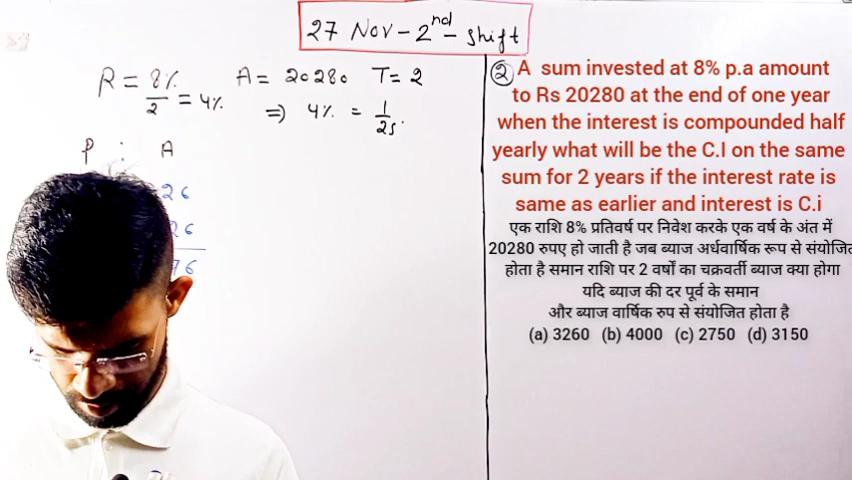 27 Nov - 2nd - shift
R = 8% / 2 = 4%
A = 20280 T = 2
⇒ 4% = 1/25.
P : A
26
26
76
② A sum invested at 8% p.a amount
to Rs 20280 at the end of one year
when the interest is compounded half
yearly what will be the C.I on the same
sum for 2 years if the interest rate is
same as earlier and interest is C.i
एक राशि 8% प्रतिवर्ष पर निवेश करके एक वर्ष के अंत में
20280 रुपए हो जाती है जब ब्याज अर्धवार्षिक रूप से संयोजित
होता है समान राशि पर 2 वर्षों का चक्रवर्ती ब्याज क्या होगा
यदि ब्याज की दर पूर्व के समान
और ब्याज वार्षिक रुप से संयोजित होता है
(a) 3260 (b) 4000 (c) 2750 (d) 3150